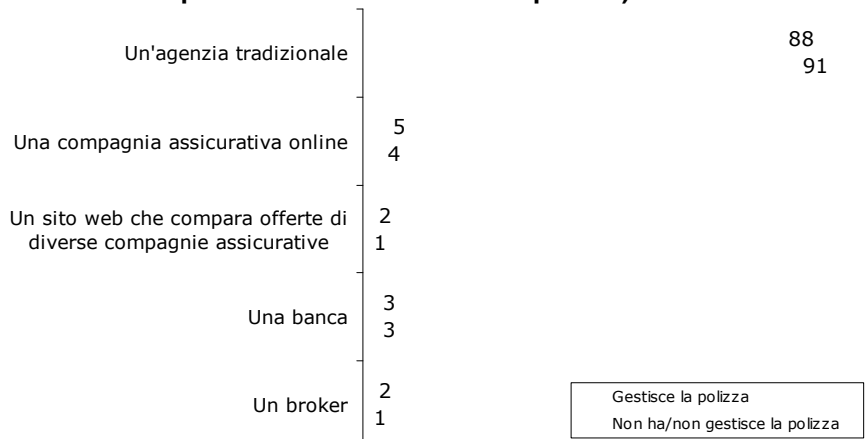 Un'agenzia tradizionale
88
91
Una compagnia assicurativa online
5
4
Un sito web che compara offerte di
diverse compagnie assicurative
2
1
Una banca
3
3
Un broker
2
1
Gestisce la polizza
Non ha/non gestisce la polizza